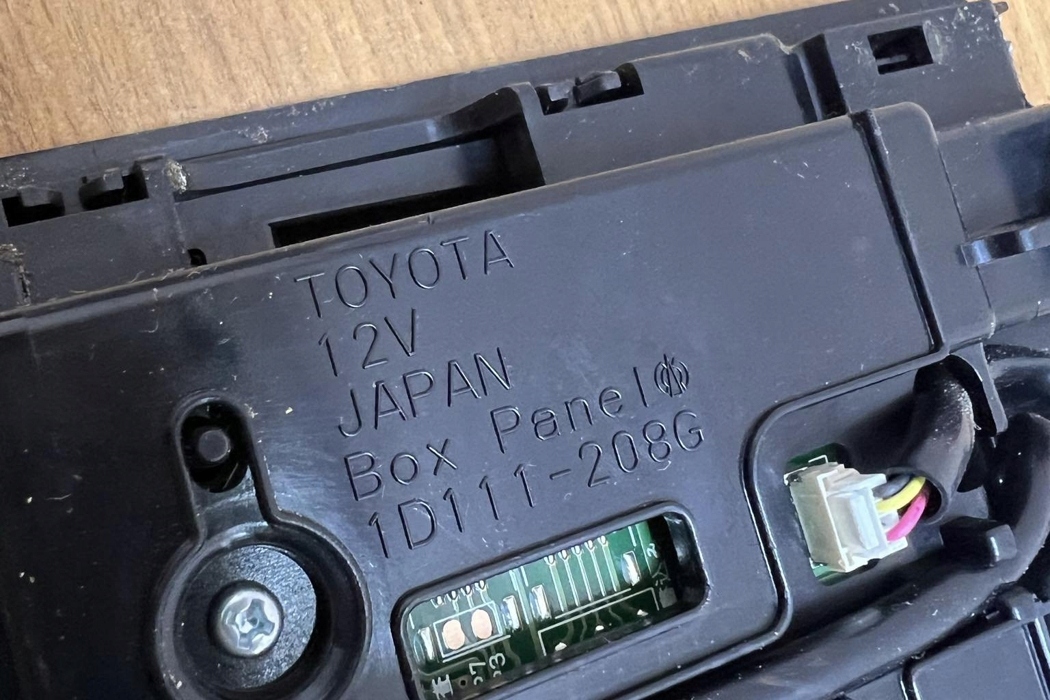 TOYOTA
12V
JAPAN
Box Panel
1D111-208G